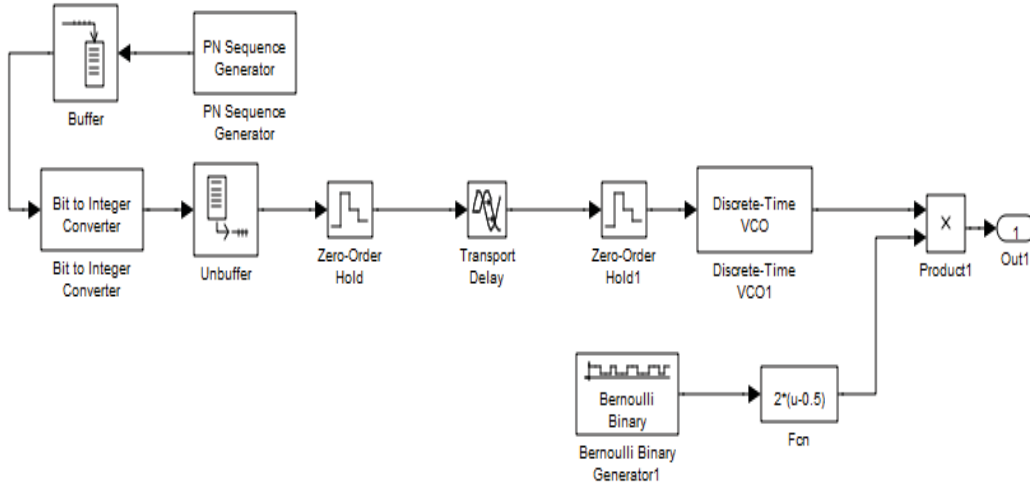 PN Sequence
Generator
Buffer
PN Sequence
Generator
Bit to Integer
Converter
Bit to Integer
Converter
Unbuffer
Zero-Order
Hold
Transport
Delay
Zero-Order
Hold1
Discrete-Time
VCO
Discrete-Time
VCO1
×
Product1
1
Out1
Bernoulli
Binary
Bernoulli Binary
Generator1
2*(u-0.5)
Fcn